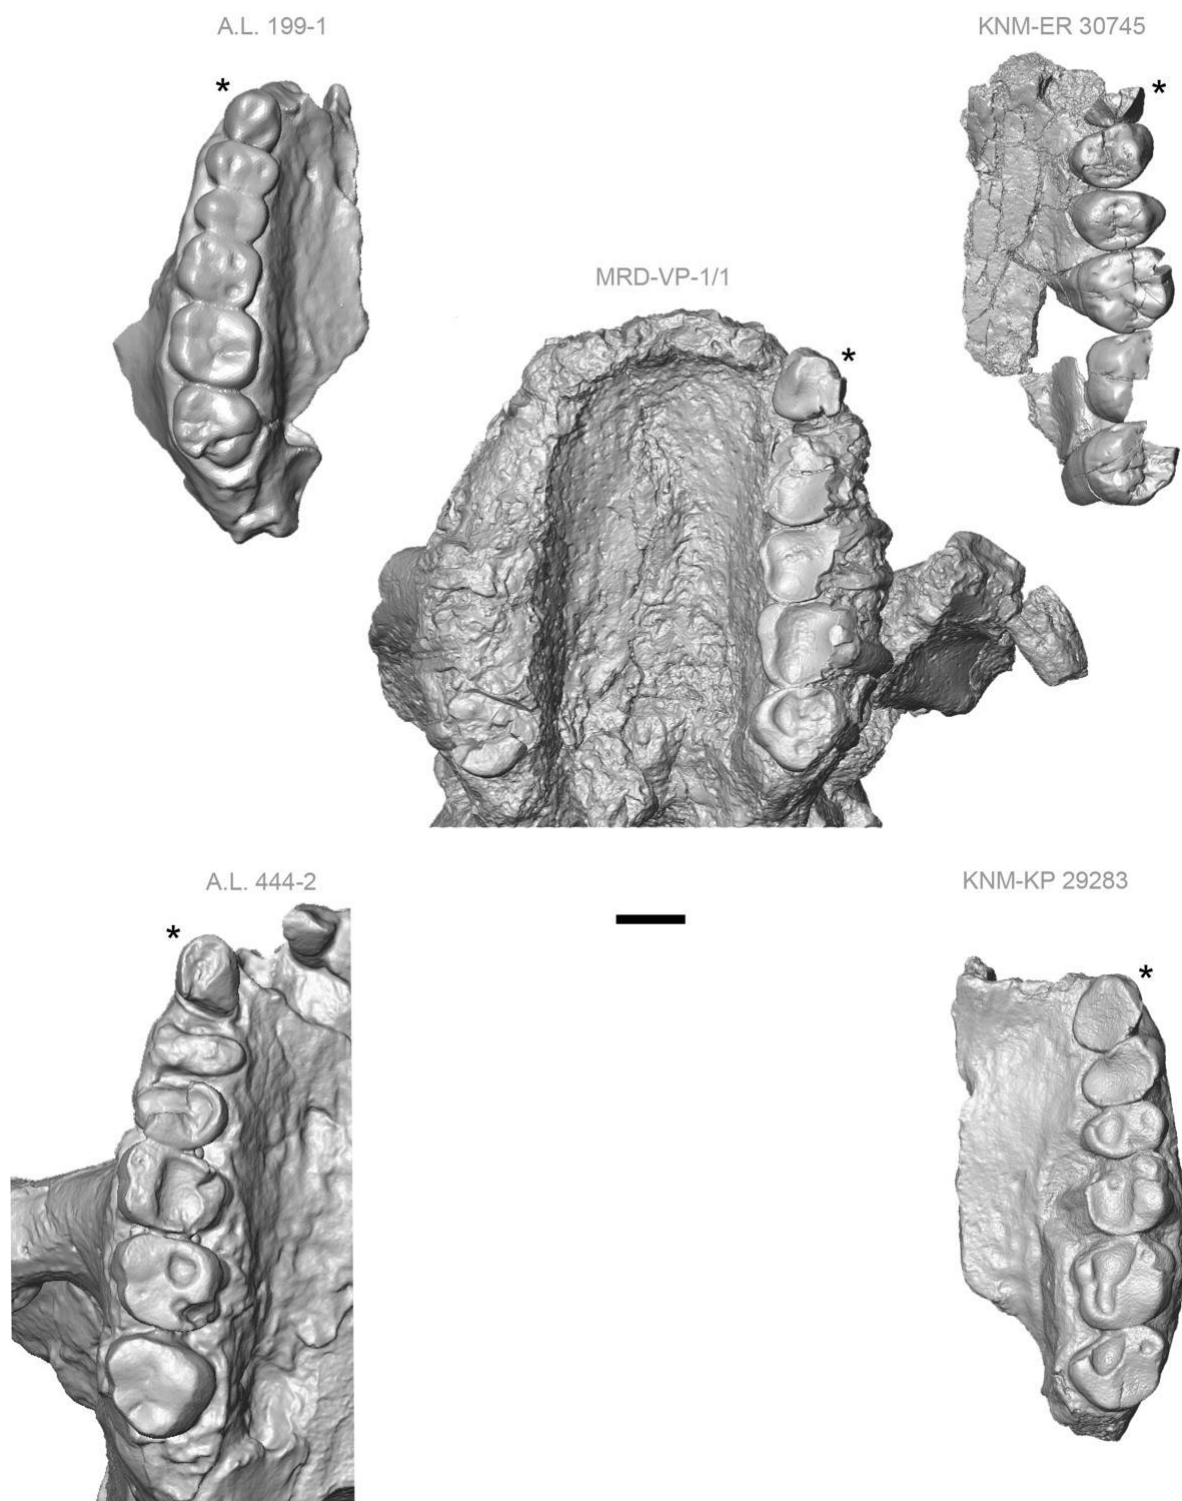 A.L. 199-1
KNM-ER 30745
*
*
MRD-VP-1/1
*
A.L. 444-2
KNM-KP 29283
*
*